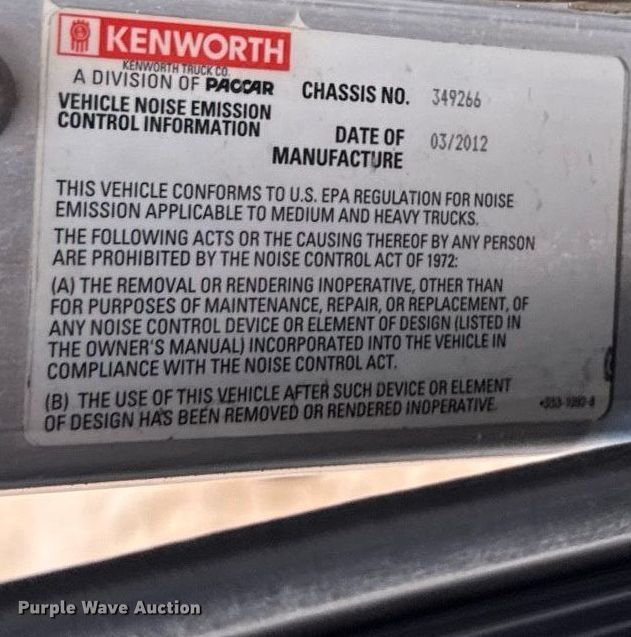 KENWORTH
KENWORTH TRUCK CO.
A DIVISION OF PACCAR
VEHICLE NOISE EMISSION
CONTROL INFORMATION
CHASSIS NO. 349266
DATE OF
MANUFACTURE 03/2012
THIS VEHICLE CONFORMS TO U.S. EPA REGULATION FOR NOISE
EMISSION APPLICABLE TO MEDIUM AND HEAVY TRUCKS.
THE FOLLOWING ACTS OR THE CAUSING THEREOF BY ANY PERSON
ARE PROHIBITED BY THE NOISE CONTROL ACT OF 1972:
(A) THE REMOVAL OR RENDERING INOPERATIVE, OTHER THAN
FOR PURPOSES OF MAINTENANCE, REPAIR, OR REPLACEMENT, OF
ANY NOISE CONTROL DEVICE OR ELEMENT OF DESIGN (LISTED IN
THE OWNER'S MANUAL) INCORPORATED INTO THE VEHICLE IN
COMPLIANCE WITH THE NOISE CONTROL ACT.
(B) THE USE OF THIS VEHICLE AFTER SUCH DEVICE OR ELEMENT
OF DESIGN HAS BEEN REMOVED OR RENDERED INOPERATIVE.
Purple Wave Auction